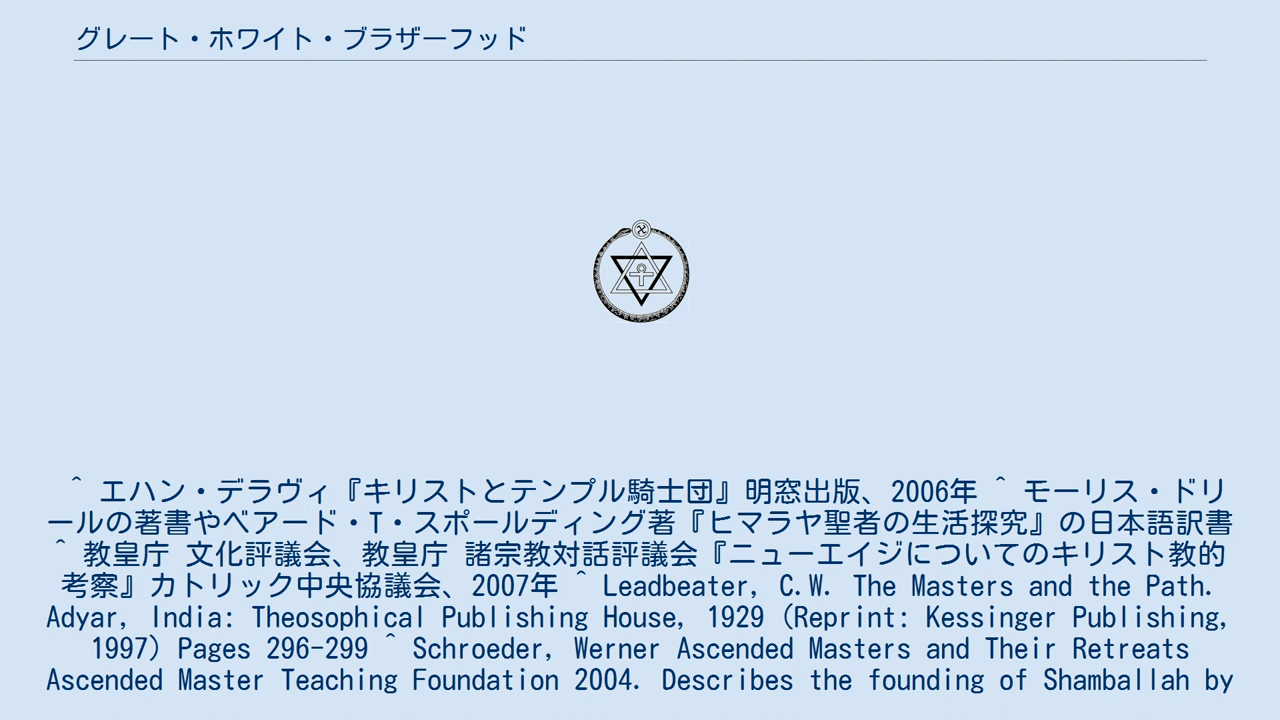 グレート・ホワイト・ブラザーフッド
^ エハン・デラヴィ『キリストとテンプル騎士団』明窓出版、2006年 ^ モーリス・ドリ
ールの著書やベアード・T・スポールディング著『ヒマラヤ聖者の生活探究』の日本語訳書
^ 教皇庁 文化評議会、教皇庁 諸宗教対話評議会『ニューエイジについてのキリスト教的
考察』カトリック中央協議会、2007年 ^ Leadbeater, C.W. The Masters and the Path.
Adyar, India: Theosophical Publishing House, 1929 (Reprint: Kessinger Publishing,
1997) Pages 296-299 ^ Schroeder, Werner Ascended Masters and Their Retreats
Ascended Master Teaching Foundation 2004. Describes the founding of Shamballah by